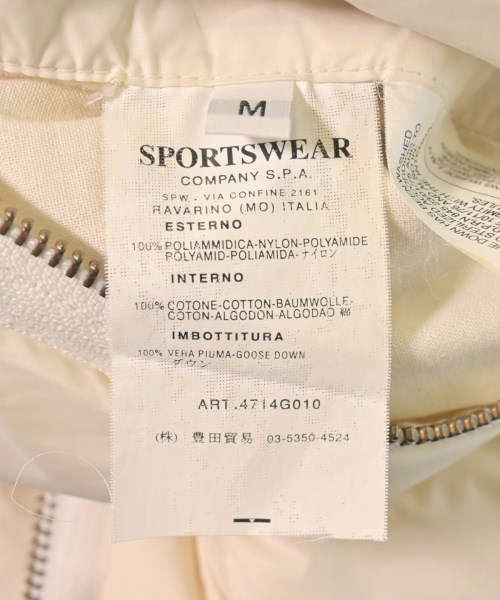 M
SPORTSWEAR
COMPANY S.P.A.
SPW - VIA CONFINE 2161
RAVARINO (MO) ITALIA
ESTERNO
100% POLIAMMIDICA-NYLON-POLYAMIDE
POLYAMID-POLIAMIDA-ナイロン
INTERNO
100% COTONE-COTTON-BAUMWOLLE-
COTON-ALGODON-ALGODAO 綿
IMBOTTITURA
100% VERA PIUMA-GOOSE DOWN
ダウン
ART.4714G010
(株) 豊田貿易 03-5350-4524
WASHED